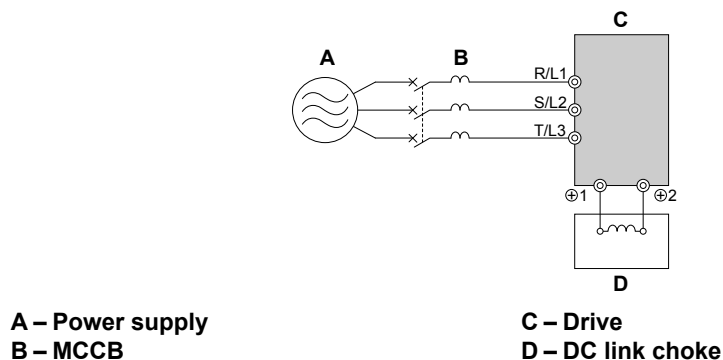 C
A
B
R/L1
S/L2
T/L3
⊕1
⊕2
D
A – Power supply
B – MCCB
C – Drive
D – DC link choke